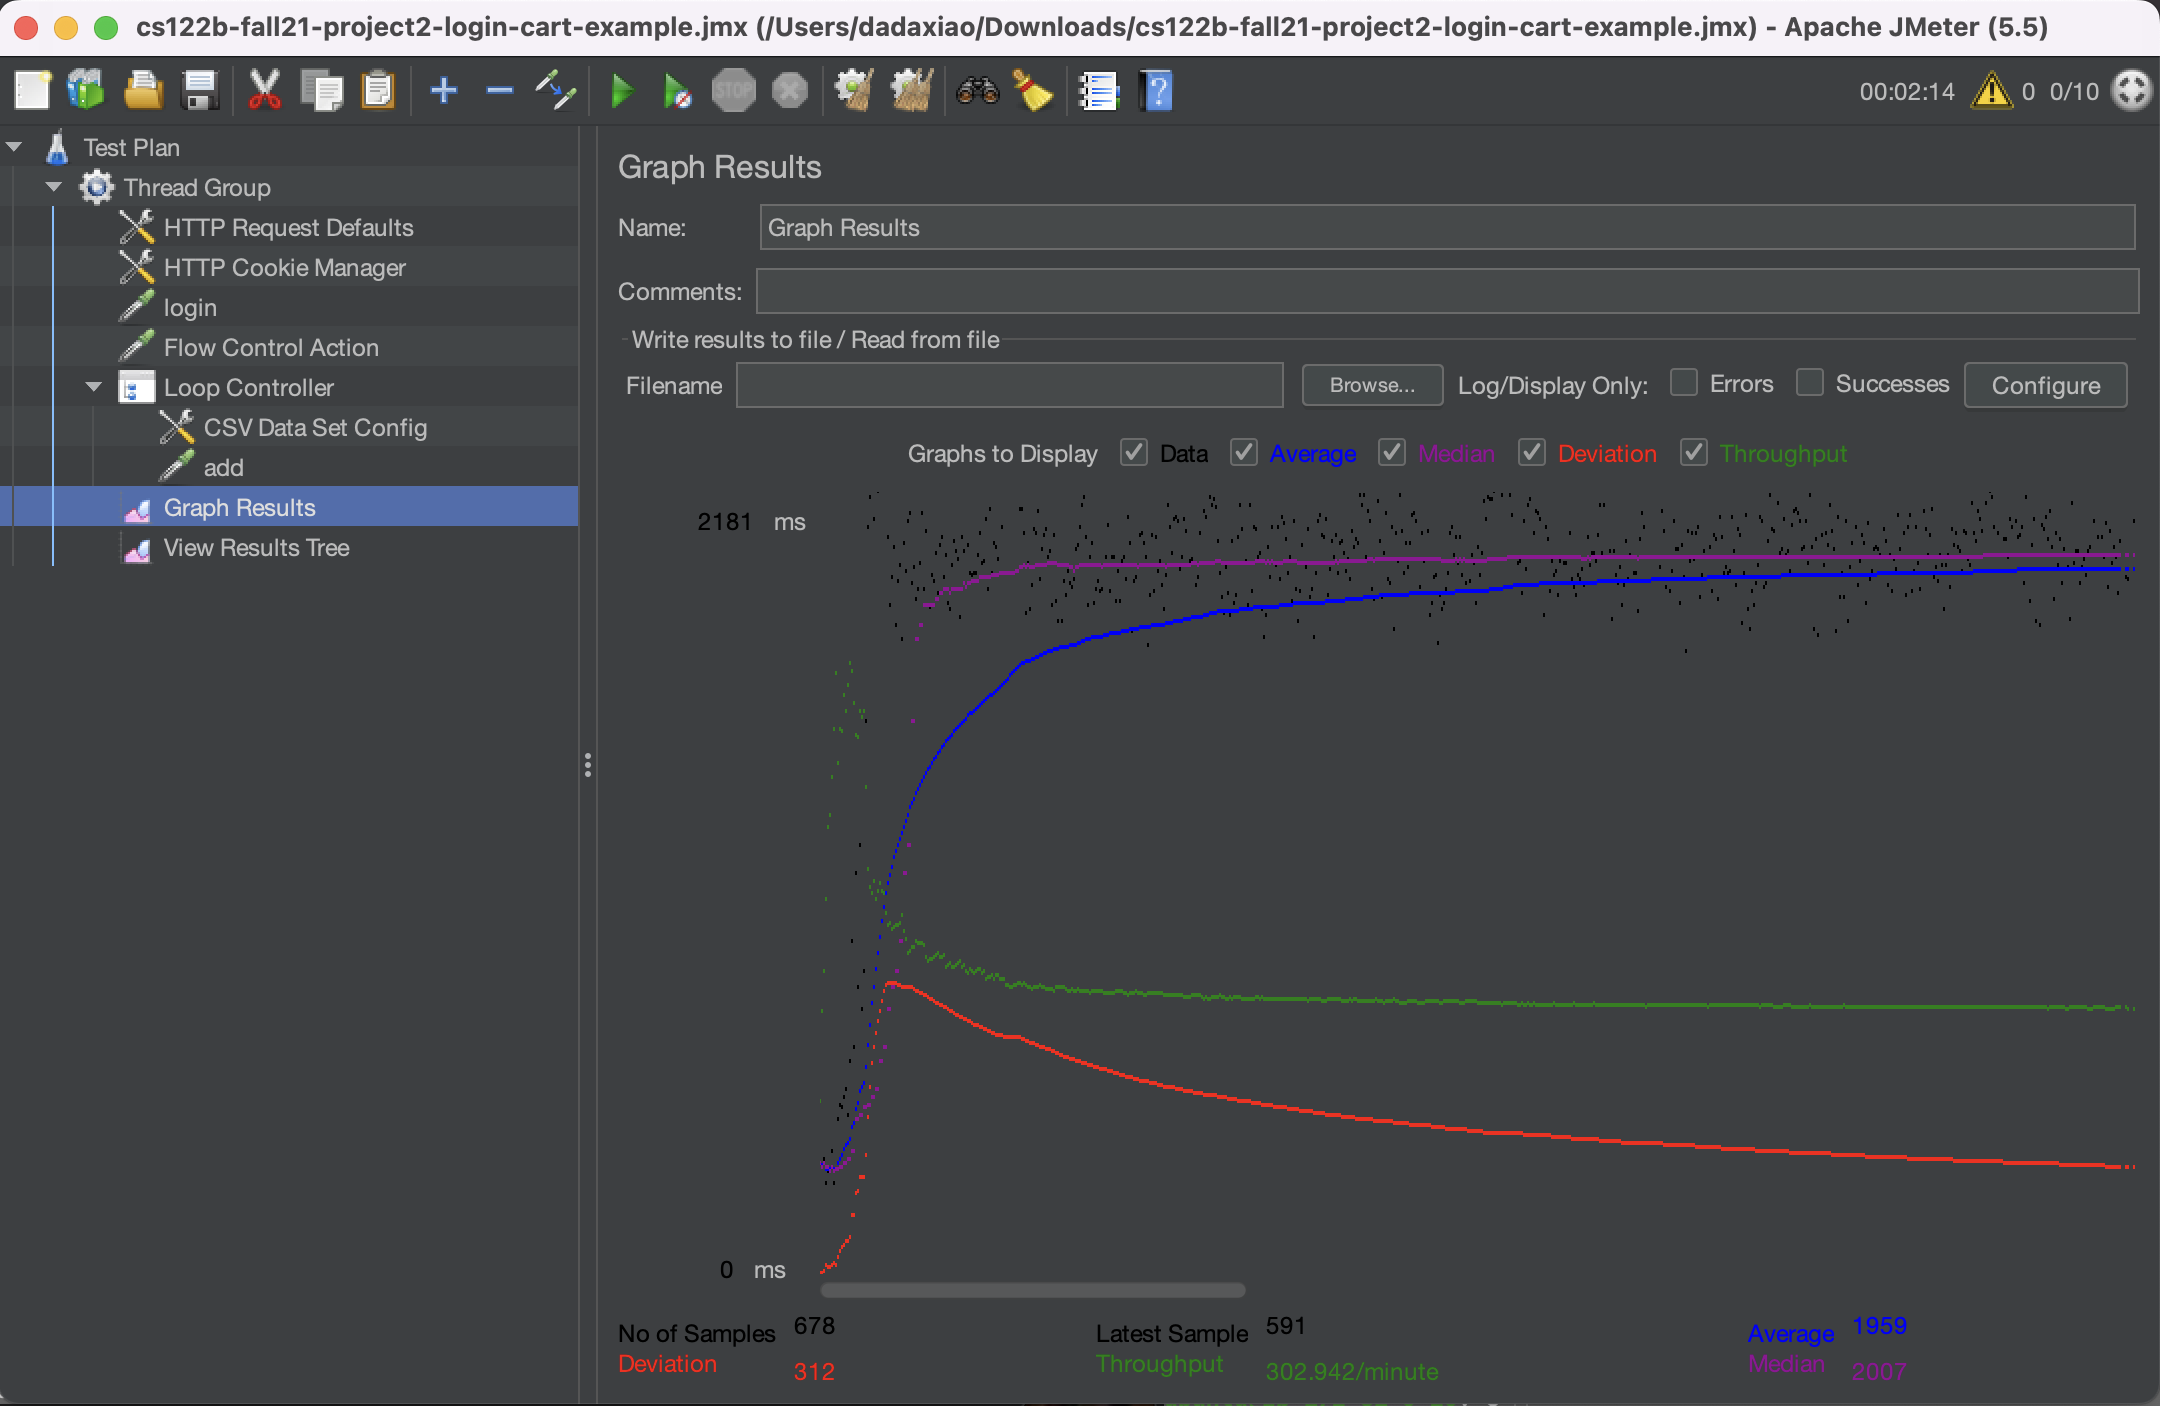 cs122b-fall21-project2-login-cart-example.jmx (/Users/dadaxiao/Downloads/cs122b-fall21-project2-login-cart-example.jmx) - Apache JMeter (5.5)
STOP ? 00:02:14 0 0/10
Test Plan
Thread Group
HTTP Request Defaults
HTTP Cookie Manager
login
Flow Control Action
Loop Controller
CSV Data Set Config
add
Graph Results
View Results Tree
Graph Results
Name: Graph Results
Comments:
Write results to file / Read from file
Filename Browse... Log/Display Only: Errors Successes Configure
Graphs to Display Data Average Median Deviation Throughput
2181 ms
0 ms
No of Samples 678 Latest Sample 591 Average 1959
Deviation 312 Throughput 302.942/minute Median 2007